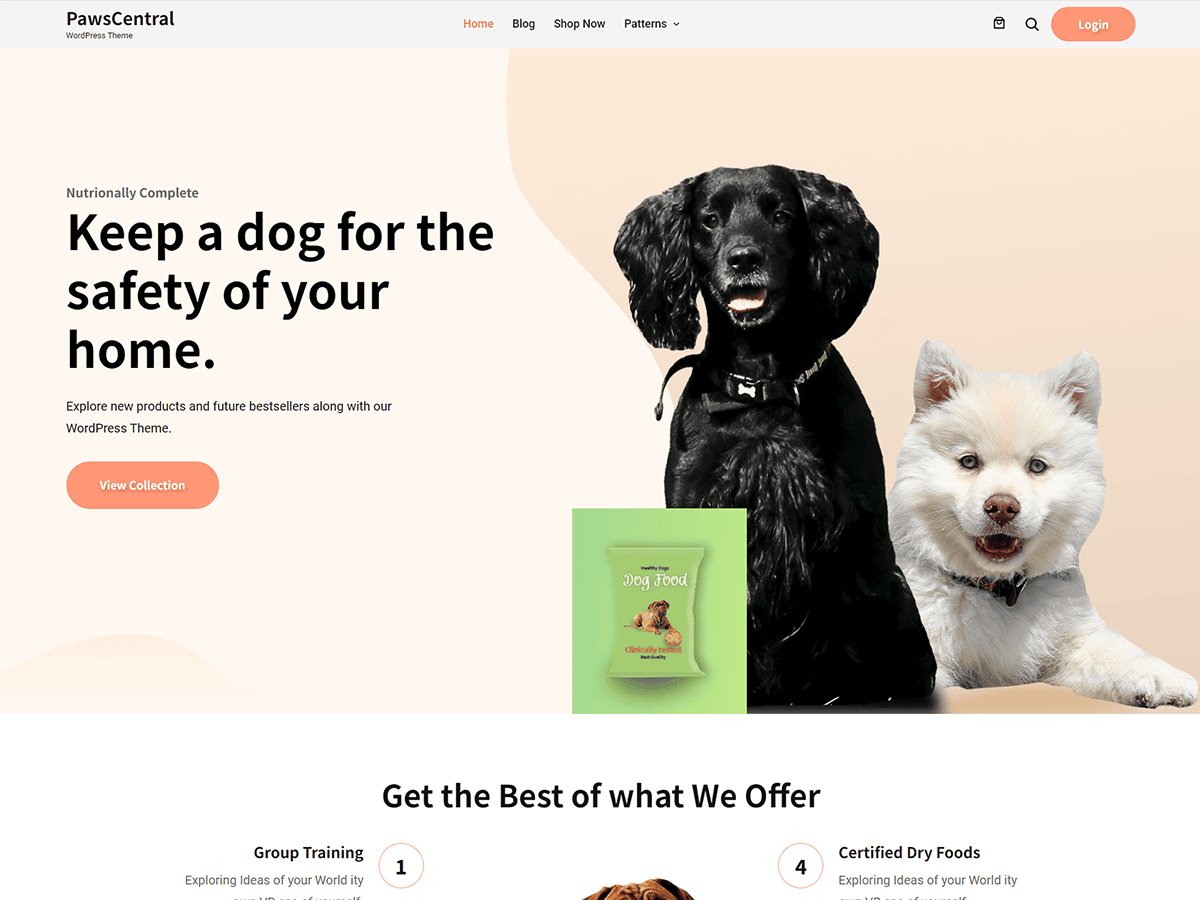 PawsCentral
WordPress Theme
Home Blog Shop Now Patterns
Login
Nutrionally Complete
Keep a dog for the
safety of your
home.
Explore new products and future bestsellers along with our
WordPress Theme.
View Collection
Healthy Dogs
Dog Food
Clinically tested
Best Quality
Get the Best of what We Offer
Group Training
1
Exploring Ideas of your World ity
4
Certified Dry Foods
Exploring Ideas of your World ity